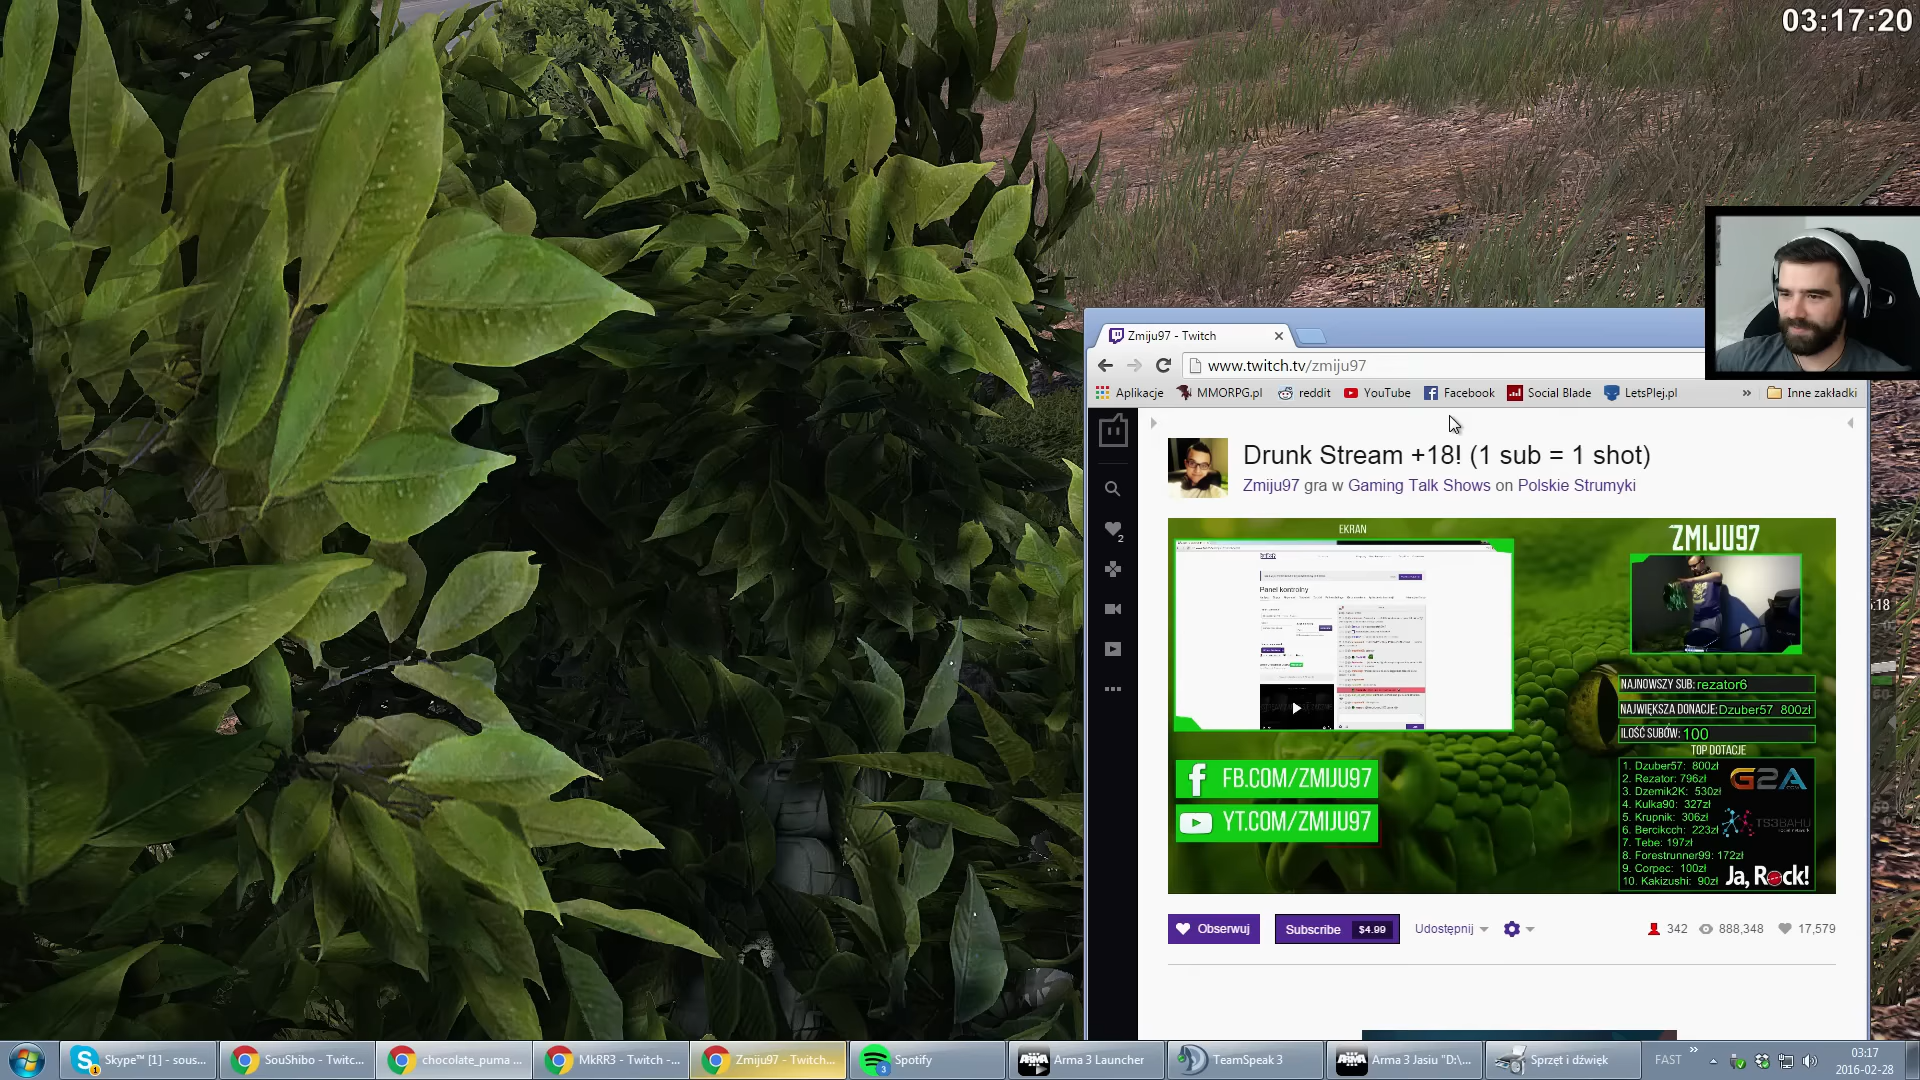 03:17:20
Zmiju97 - Twitch
www.twitch.tv/zmiju97
Aplikacje MMORPG.pl reddit YouTube Facebook Social Blade LetsPlej.pl » Inne zakładki
Drunk Stream +18! (1 sub = 1 shot)
Zmiju97 gra w Gaming Talk Shows on Polskie Strumyki
2
EKRAN
ZMIJU97
Panel kontrolny
NAJNOWSZY SUB: rezator6
NAJWIĘKSZA DONACJE: Dzuber57 800zł
ILOŚĆ SUBÓW: 100
TOP DOTACJE
1. Dzuber57: 800zł
2. Rezator: 796zł
3. Dzemik2K: 530zł
4. Kulka90: 327zł
5. Krupnik: 306zł
6. Bercikcch: 223zł
7. Tebe: 197zł
8. Forestrunner99: 172zł
9. Corpec: 100zł
10. Kakizushi: 90zł
G2A
TS3BAHU
Ja, Rock!
FB.COM/ZMIJU97
YT.COM/ZMIJU97
Obserwuj Subscribe $4.99 Udostępnij 342 888,348 17,579
Skype™ [1] - sous... SouShibo - Twitc... chocolate_puma ... MkRR3 - Twitch -... Zmiju97 - Twitch... Spotify Arma 3 Launcher TeamSpeak 3 Arma 3 Jasiu "D:\... Sprzęt i dźwięk FAST » 03:17
2016-02-28